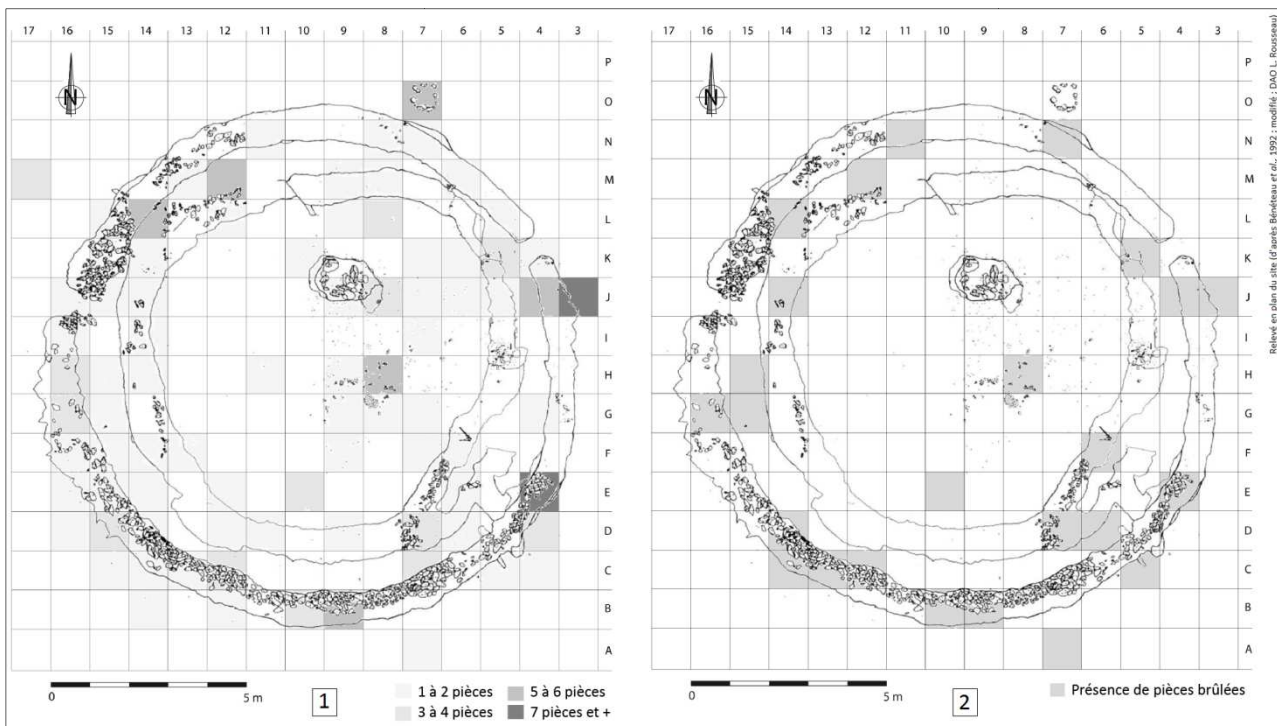 17 16 15 14 13 12 11 10 9 8 7 6 5 4 3
P
O
N
M
L
K
J
I
H
G
F
E
D
C
B
A
N
0 5 m
1
1 à 2 pièces
3 à 4 pièces
5 à 6 pièces
7 pièces et +
17 16 15 14 13 12 11 10 9 8 7 6 5 4 3
P
O
N
M
L
K
J
I
H
G
F
E
D
C
B
A
N
0 5 m
2
Présence de pièces brûlées
Relevé en plan du site (d'après Bénéteau et al., 1992 ; modifié ; DAO L. Rousseau)